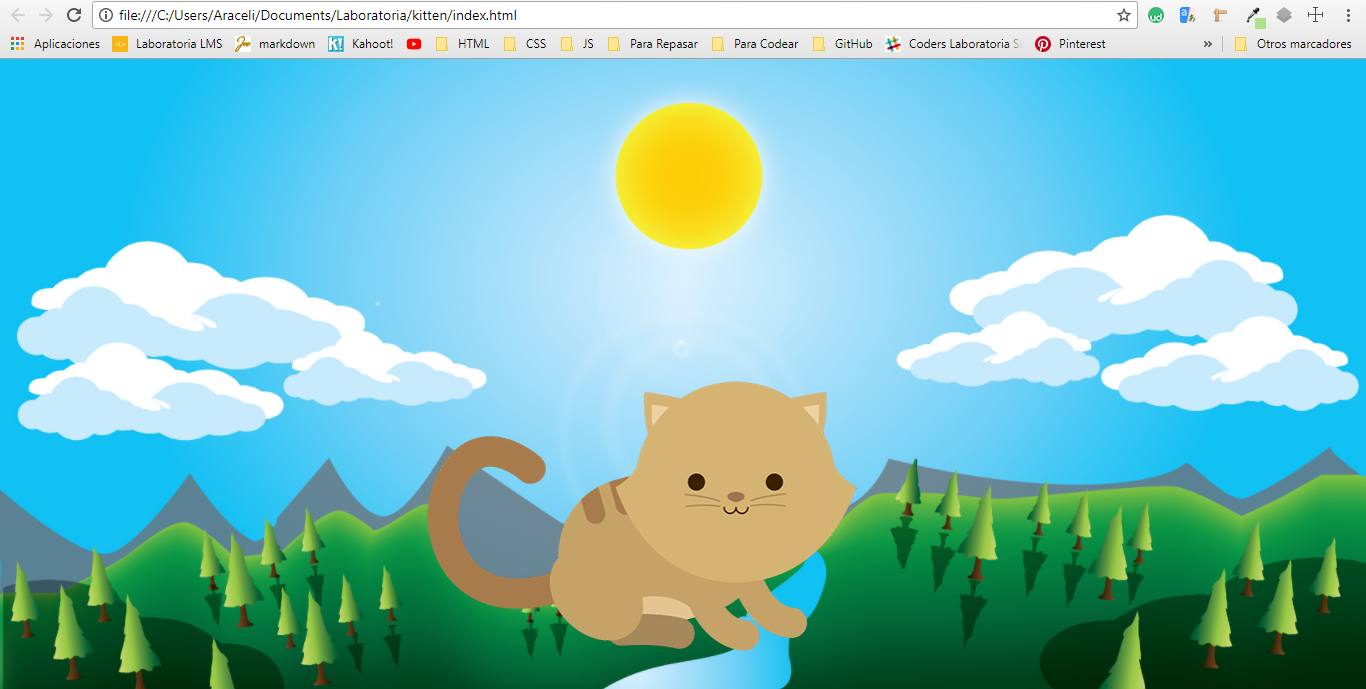 file:///C:/Users/Araceli/Documents/Laboratoria/kitten/index.html
Aplicaciones Laboratoria LMS markdown Kahoot! HTML CSS JS Para Repasar Para Codear GitHub Coders Laboratoria S Pinterest » Otros marcadores